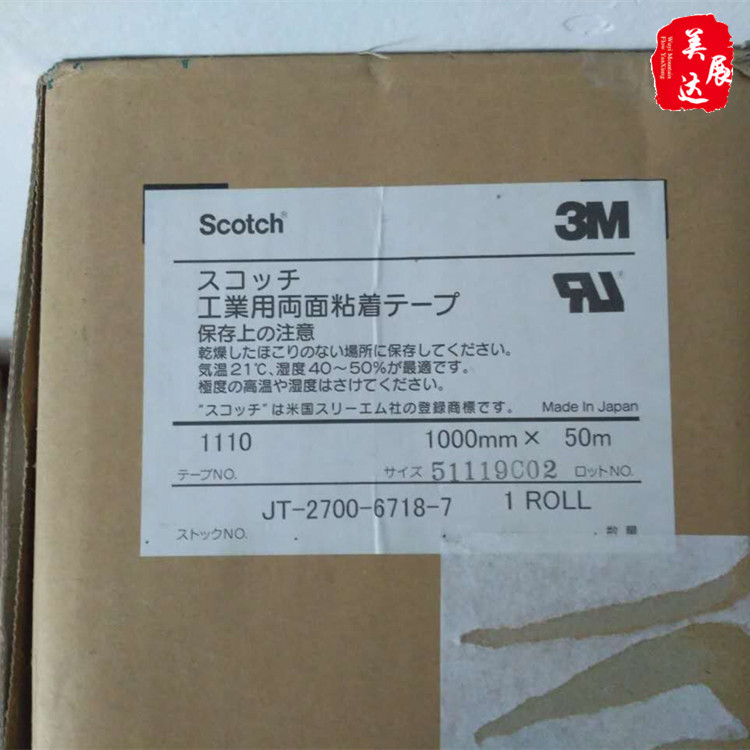 美
展
达
Wuyi Mountain
Flow YanXiang
Scotch®
3M
スコッチ
工業用両面粘着テープ
保存上の注意
乾燥したほこりのない場所に保存してください。
気温21℃、湿度40～50％が最適です。
極度の高温や湿度はさけてください。
"スコッチ"は米国スリーエム社の登録商標です。 Made In Japan
1110 1000mm× 50m
テープNO. サイズ 51119C02 ロットNO.
JT-2700-6718-7 1 ROLL
ストックNO. 数量